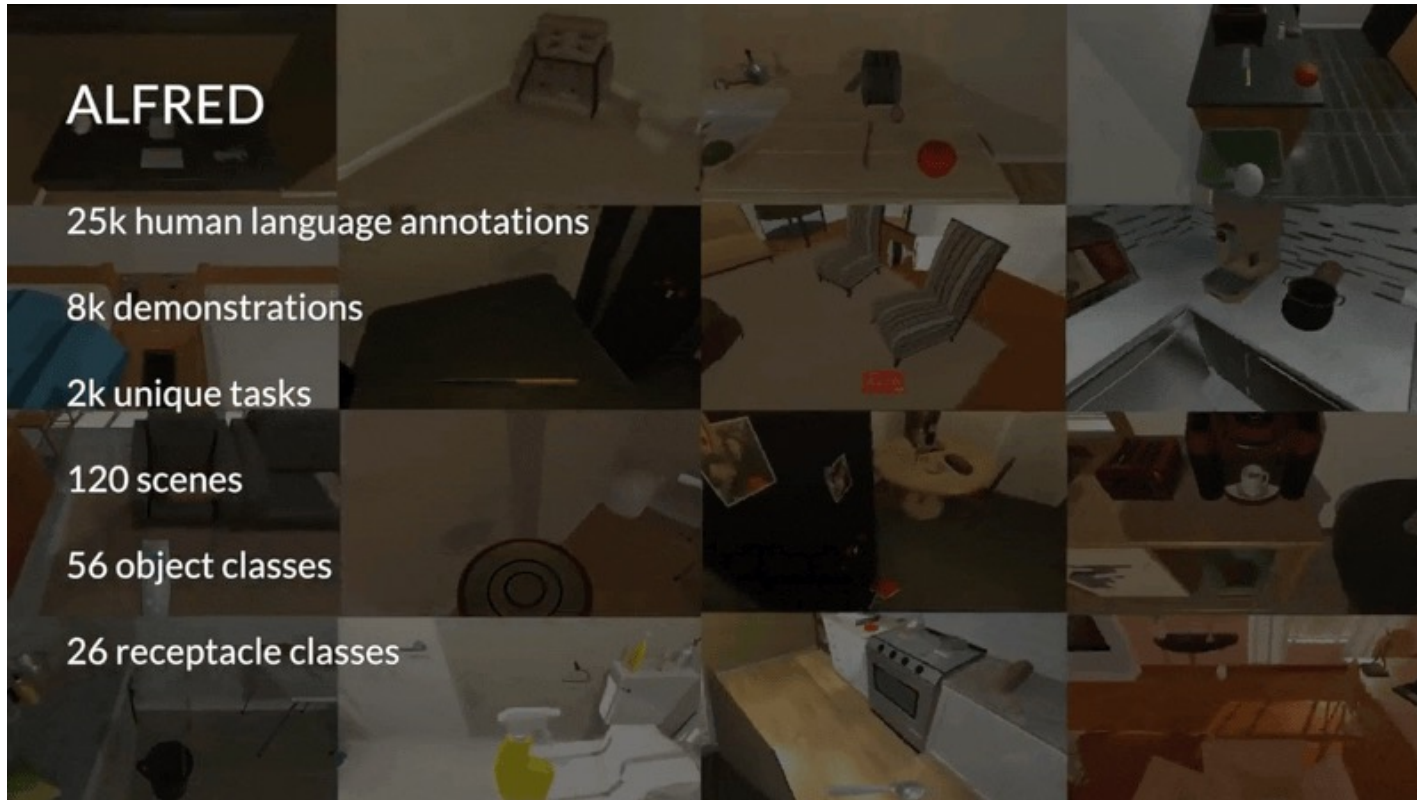 ALFRED
25k human language annotations
8k demonstrations
2k unique tasks
120 scenes
56 object classes
26 receptacle classes